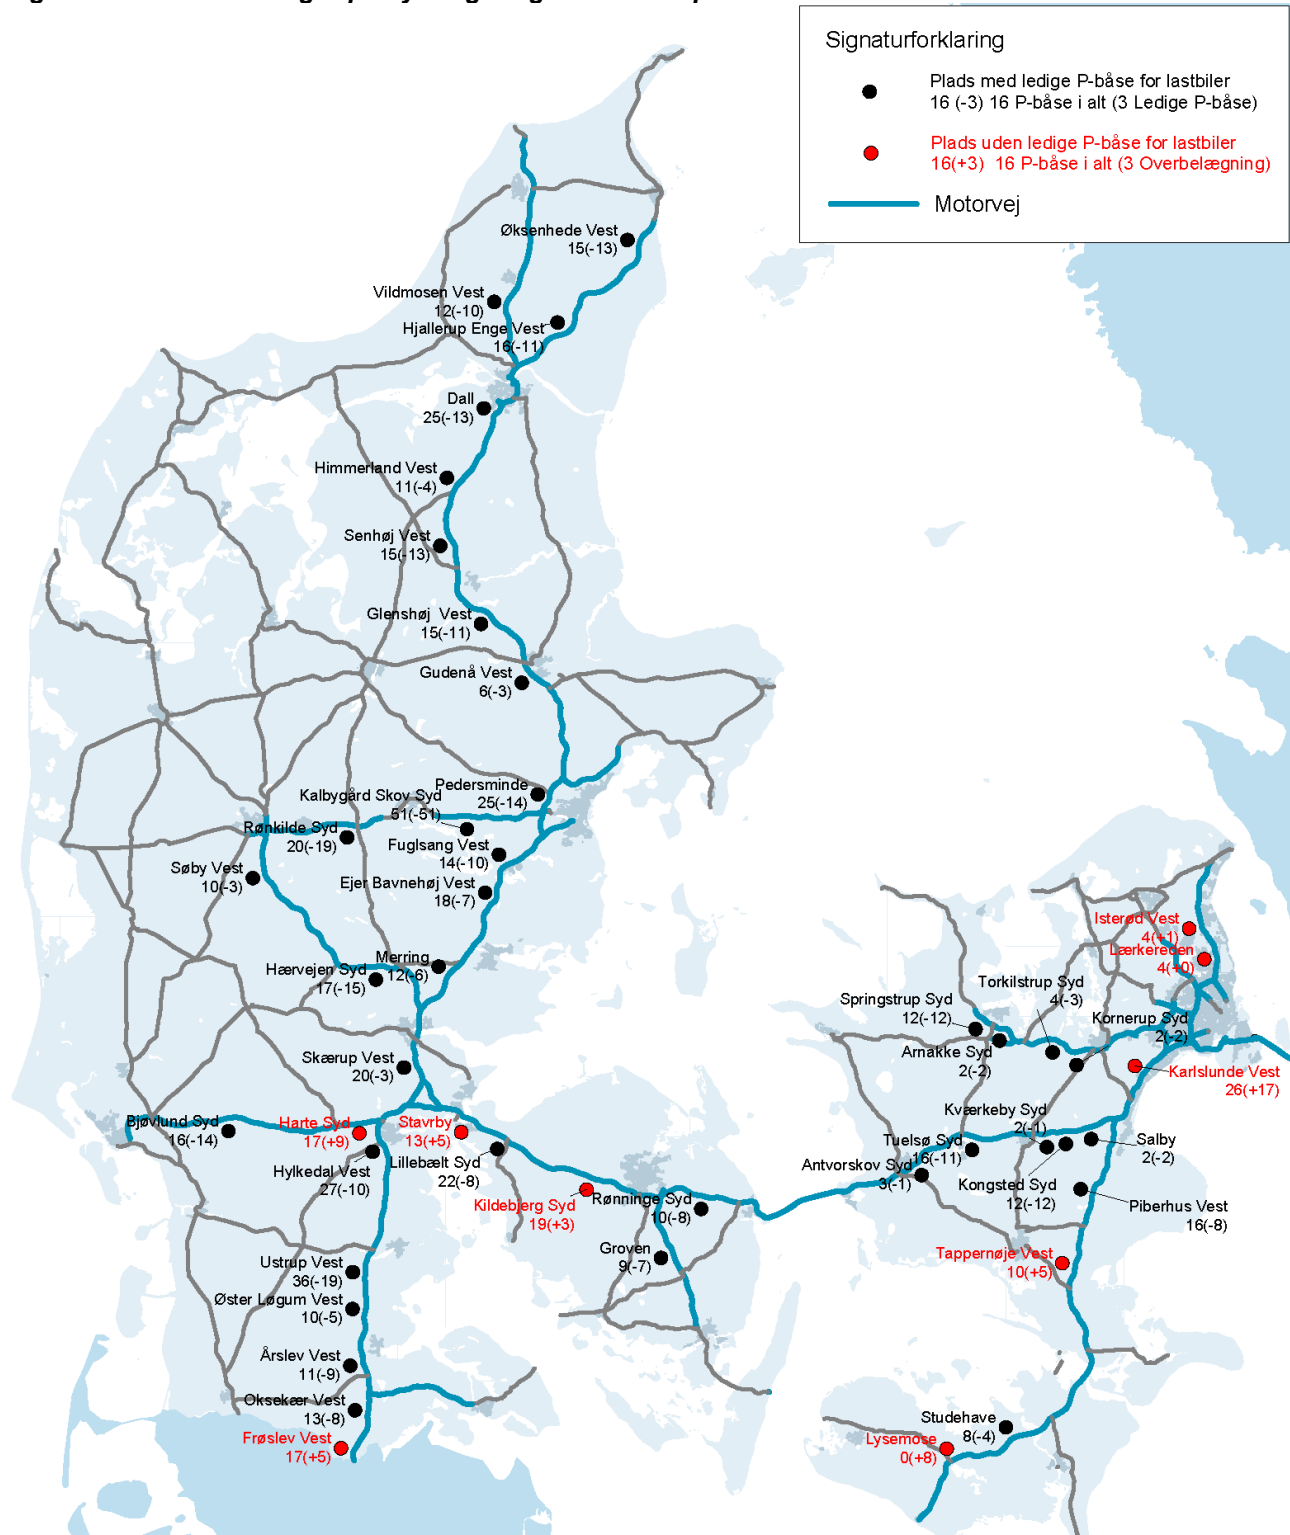 Signaturforklaring
Plads med ledige P-båse for lastbiler
16 (-3) 16 P-båse i alt (3 Ledige P-båse)
Plads uden ledige P-båse for lastbiler
16(+3) 16 P-båse i alt (3 Overbelægning)
Motorvej
Øksenhede Vest
15(-13)
Vildmosen Vest
12(-10)
Hjallerup Enge Vest
16(-11)
Dall
25(-13)
Himmerland Vest
11(-4)
Senhøj Vest
15(-13)
Glenshøj Vest
15(-11)
Gudenå Vest
6(-3)
Pedersminde
25(-14)
Kalbygård Skov Syd
51(-51)
Rønkilde Syd
20(-19)
Fuglsang Vest
14(-10)
Søby Vest
10(-3)
Ejer Bavnehøj Vest
18(-7)
Merring
12(-6)
Hærvejen Syd
17(-15)
Skærup Vest
20(-3)
Bjøvlund Syd
16(-14)
Harte Syd
17(+9)
Stavrby
13(+5)
Hylkedal Vest
27(-10)
Lillebælt Syd
22(-8)
Kildebjerg Syd
19(+3)
Rønninge Syd
10(-8)
Groven
9(-7)
Ustrup Vest
36(-19)
Øster Løgum Vest
10(-5)
Årslev Vest
11(-9)
Oksekær Vest
13(-8)
Frøslev Vest
17(+5)
Isterød Vest
4(+1)
Lærkereden
4(+0)
Torkilstrup Syd
4(-3)
Springstrup Syd
12(-12)
Kornerup Syd
2(-2)
Arnakke Syd
2(-2)
Karlslunde Vest
26(+17)
Kværkeby Syd
2(-1)
Tuelsø Syd
16(-11)
Salby
2(-2)
Antvorskov Syd
3(-1)
Kongsted Syd
12(-12)
Piberhus Vest
16(-8)
Tappernøje Vest
10(+5)
Studehave
8(-4)
Lysemose
0(+8)